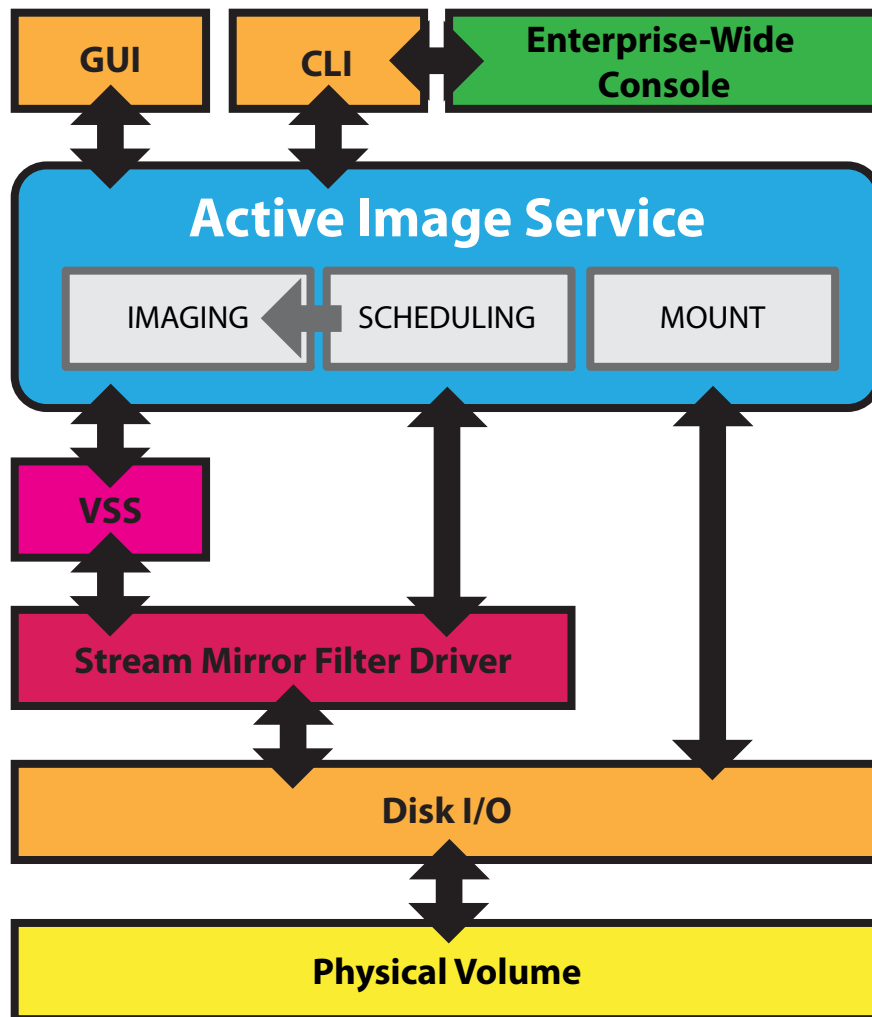 GUI
CLI
Enterprise-Wide
Console
Active Image Service
IMAGING
SCHEDULING
MOUNT
VSS
Stream Mirror Filter Driver
Disk I/O
Physical Volume